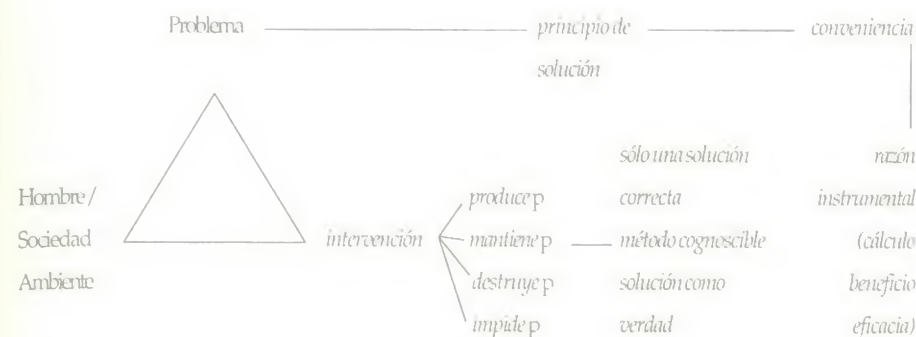 Problema principio de conveniencia
solución
sólo una solución razón
Hombre / produce p correcta instrumental
Sociedad intervención mantiene p método cognoscible (cálculo
Ambiente destruye p solución como beneficio
impide p verdad eficacia)